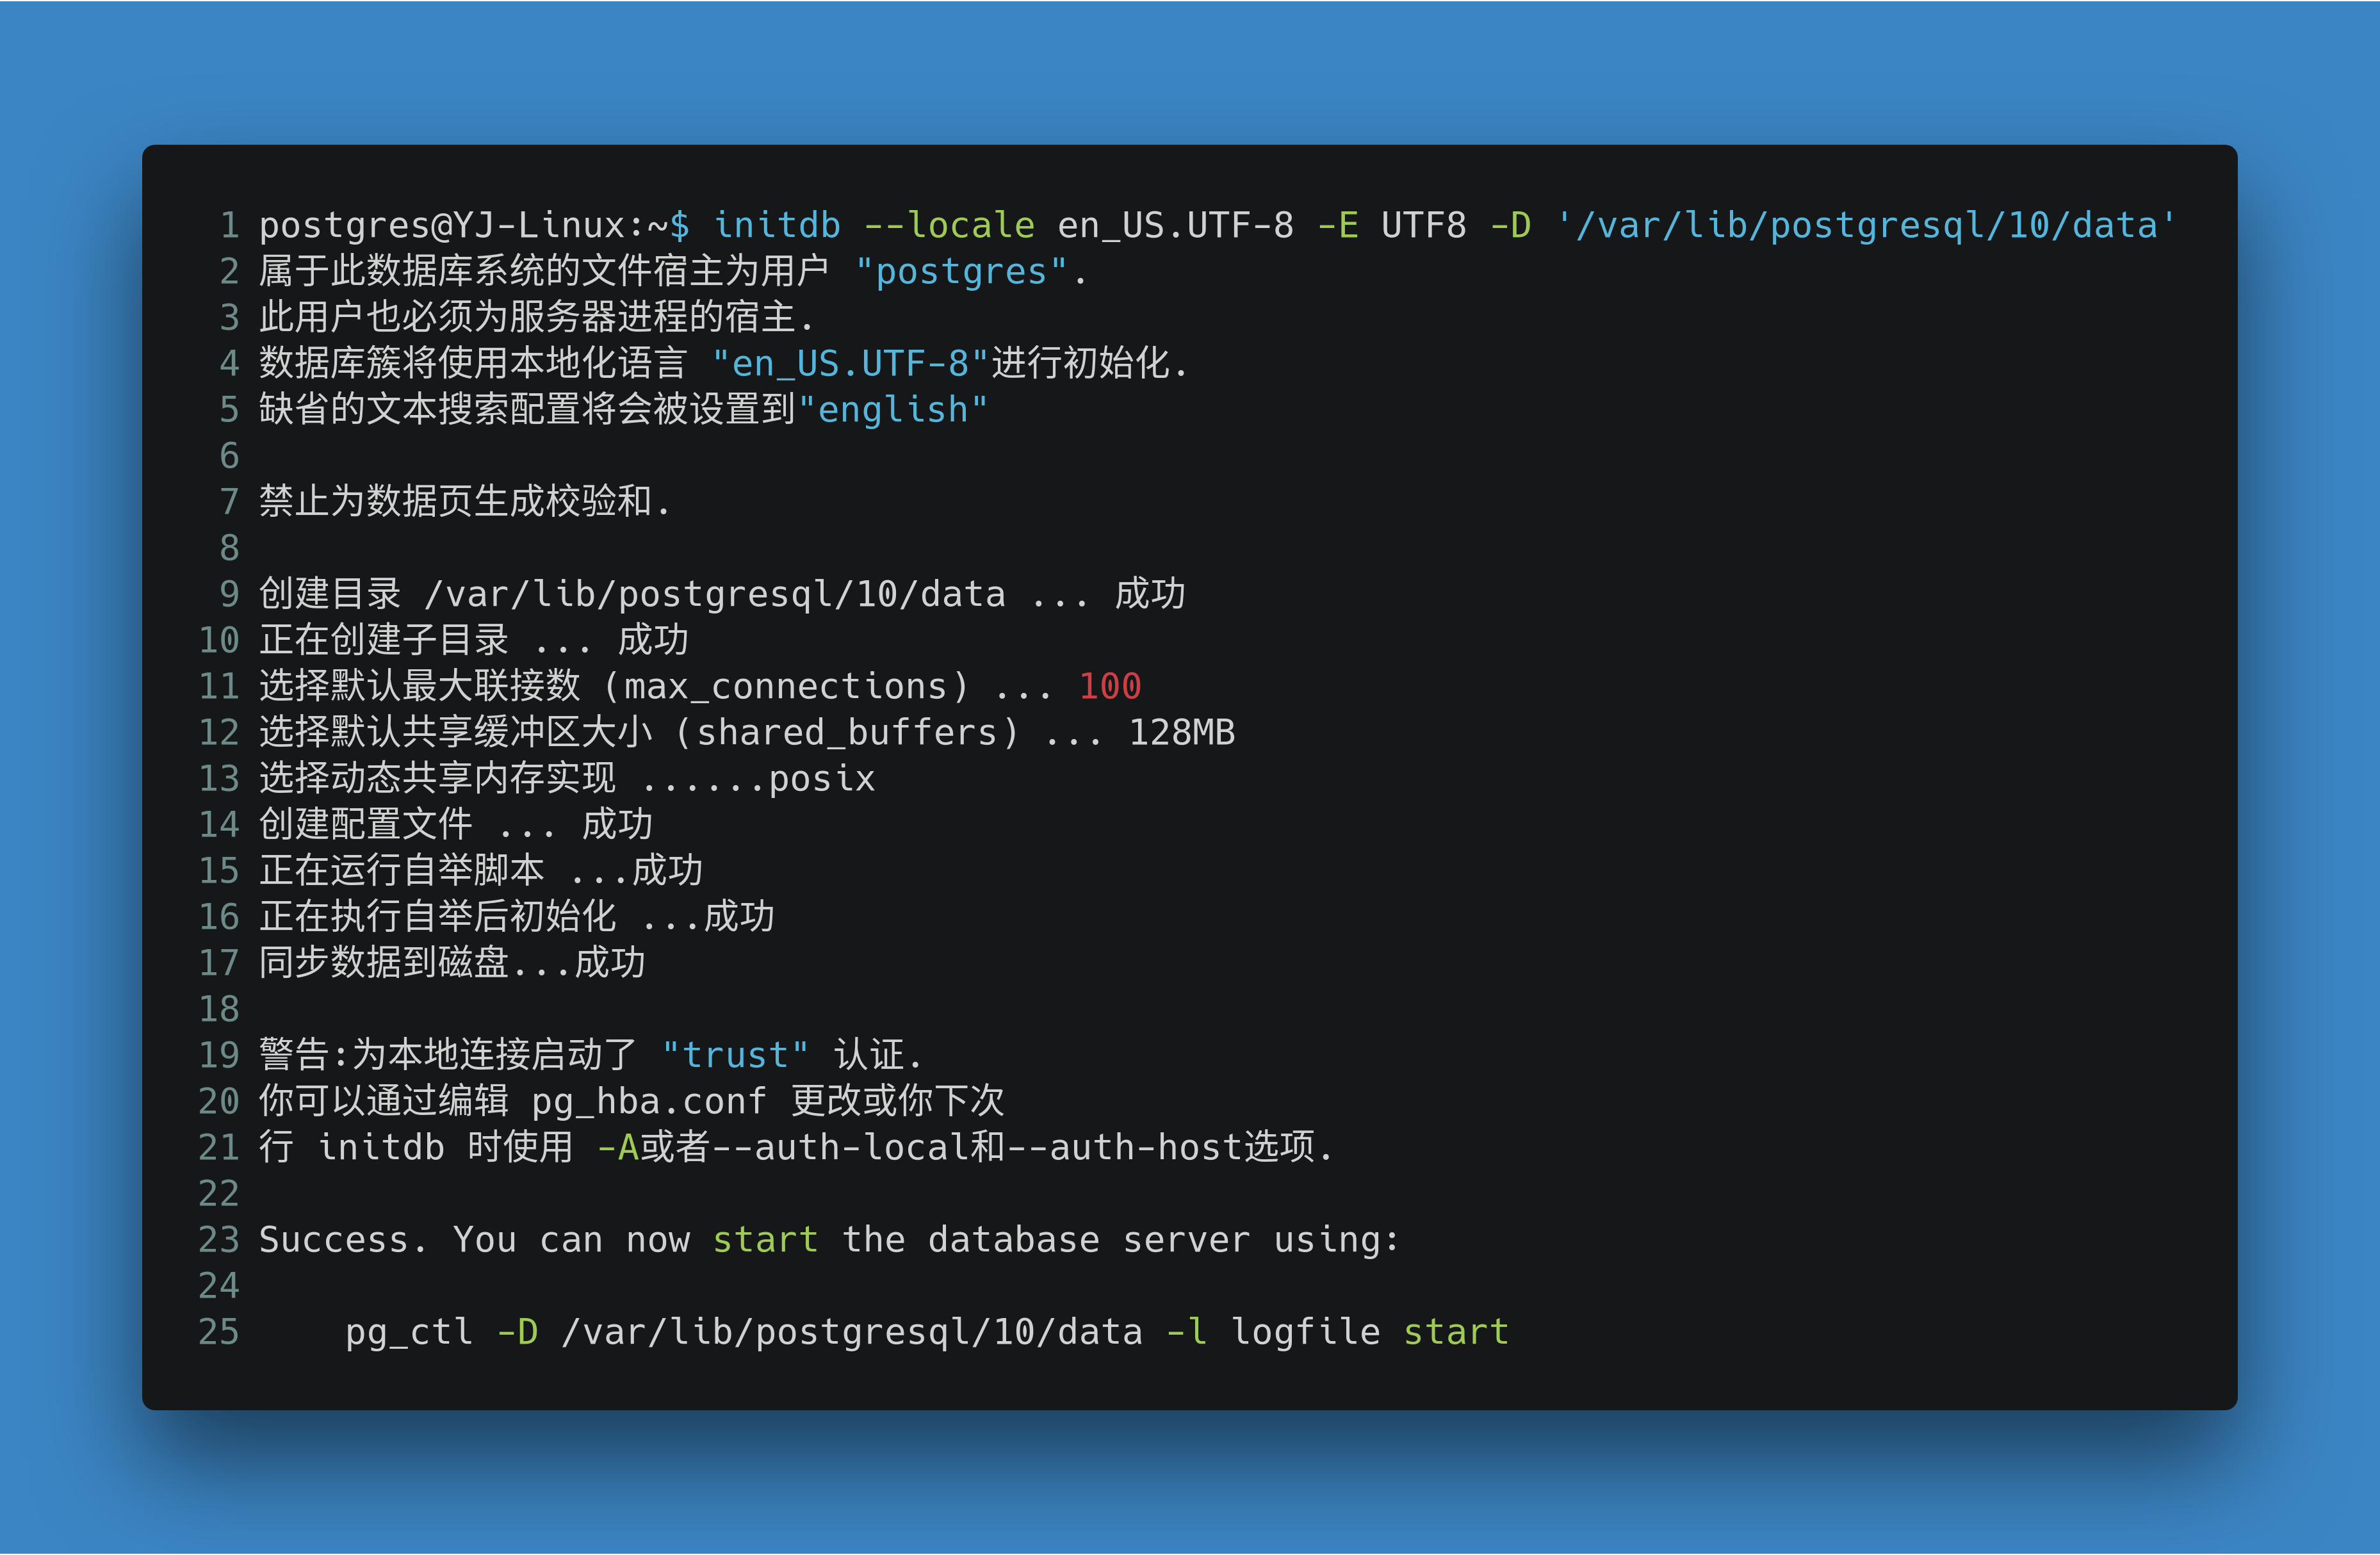 1 postgres@YJ-Linux:~$ initdb --locale en_US.UTF-8 -E UTF8 -D '/var/lib/postgresql/10/data'
2 属于此数据库系统的文件宿主为用户 "postgres".
3 此用户也必须为服务器进程的宿主.
4 数据库簇将使用本地化语言 "en_US.UTF-8"进行初始化.
5 缺省的文本搜索配置将会被设置到"english"
6
7 禁止为数据页生成校验和.
8
9 创建目录 /var/lib/postgresql/10/data ... 成功
10 正在创建子目录 ... 成功
11 选择默认最大联接数 (max_connections) ... 100
12 选择默认共享缓冲区大小 (shared_buffers) ... 128MB
13 选择动态共享内存实现 ......posix
14 创建配置文件 ... 成功
15 正在运行自举脚本 ...成功
16 正在执行自举后初始化 ...成功
17 同步数据到磁盘...成功
18
19 警告:为本地连接启动了 "trust" 认证.
20 你可以通过编辑 pg_hba.conf 更改或你下次
21 行 initdb 时使用 -A或者--auth-local和--auth-host选项.
22
23 Success. You can now start the database server using:
24
25     pg_ctl -D /var/lib/postgresql/10/data -l logfile start